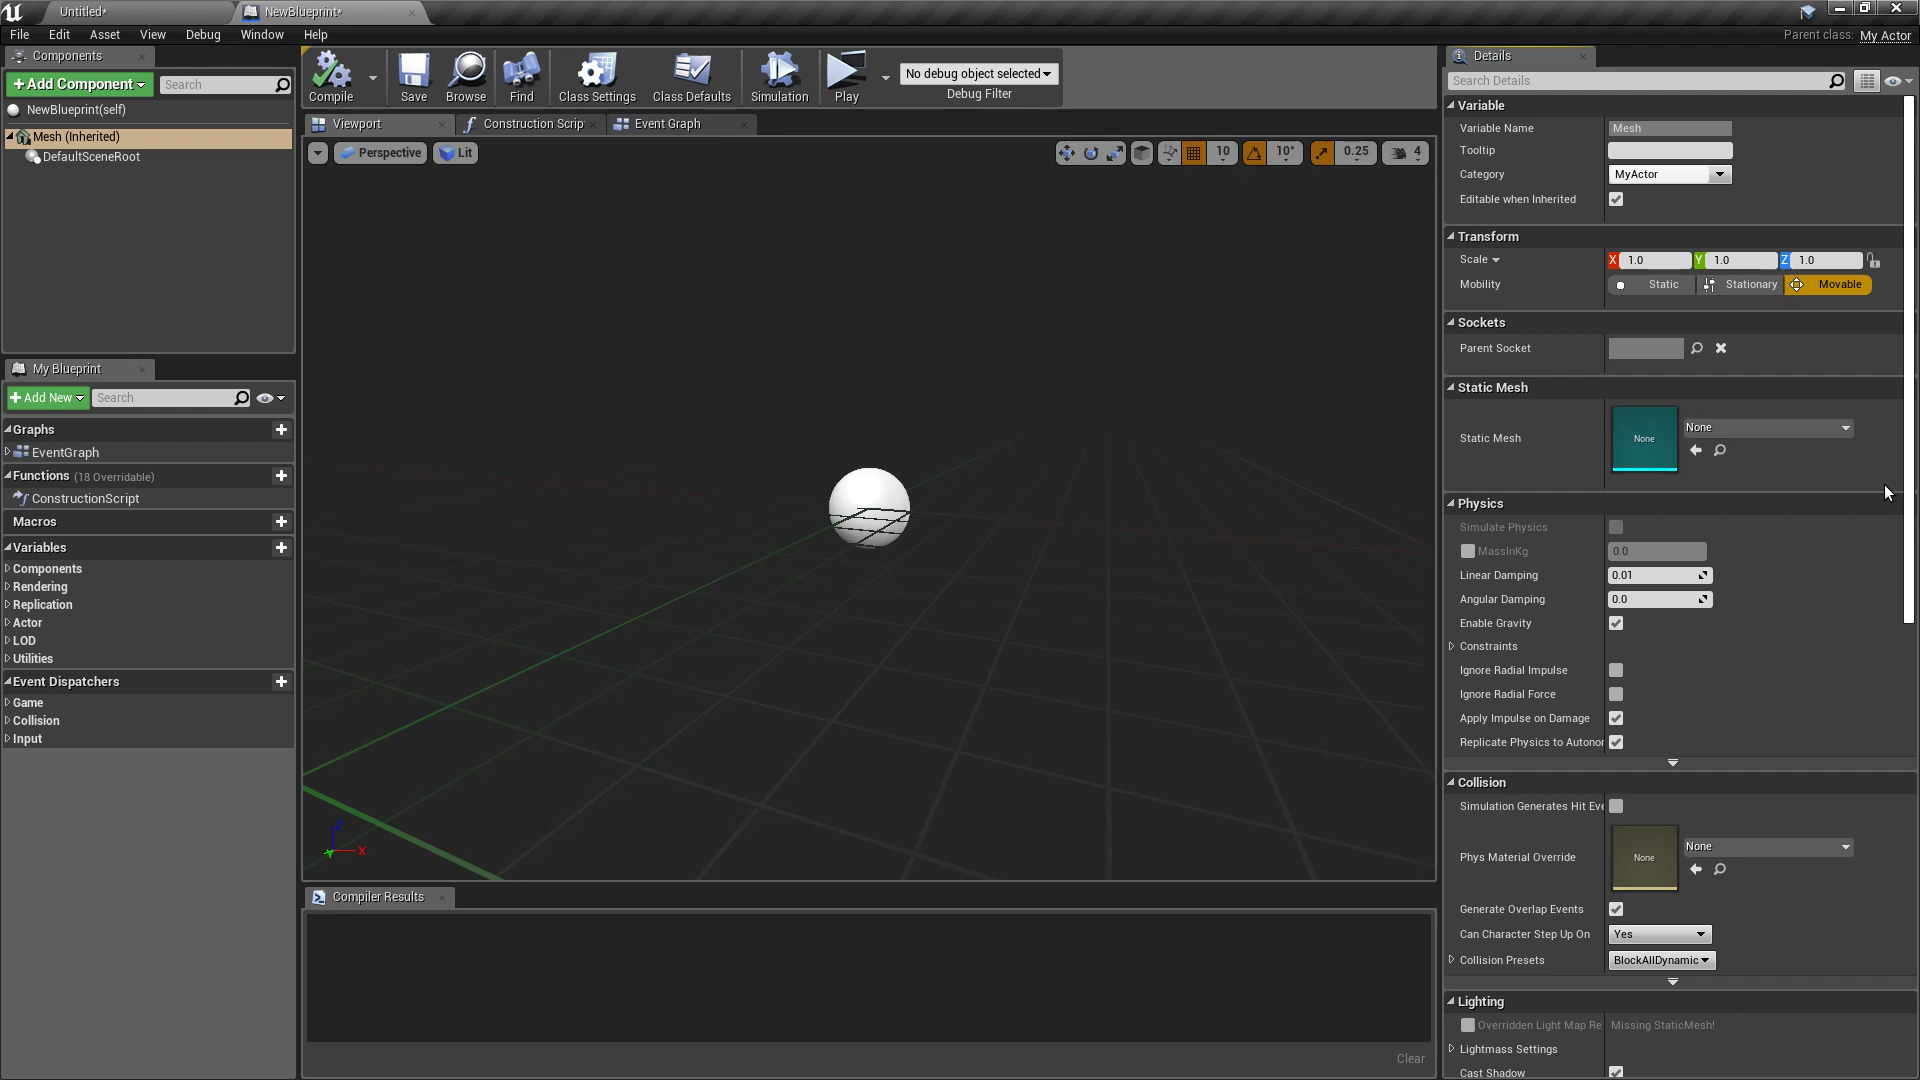 Untitled*
NewBlueprint*
File Edit Asset View Debug Window Help
Parent class: My Actor
Components
+ Add Component
Search
NewBlueprint(self)
Mesh (Inherited)
DefaultSceneRoot
My Blueprint
+ Add New
Search
Graphs
EventGraph
Functions (18 Overridable)
ConstructionScript
Macros
Variables
Components
Rendering
Replication
Actor
LOD
Utilities
Event Dispatchers
Game
Collision
Input
Compile
Save
Browse
Find
Class Settings
Class Defaults
Simulation
Play
No debug object selected
Debug Filter
Viewport
Construction Scrip
Event Graph
Perspective
Lit
10
10°
0.25
4
Z
Y
X
Compiler Results
Clear
Details
Search Details
Variable
Variable Name Mesh
Tooltip
Category MyActor
Editable when Inherited
Transform
Scale X 1.0 Y 1.0 Z 1.0
Mobility Static Stationary Movable
Sockets
Parent Socket
Static Mesh
Static Mesh None None
Physics
Simulate Physics
MassInKg 0.0
Linear Damping 0.01
Angular Damping 0.0
Enable Gravity
Constraints
Ignore Radial Impulse
Ignore Radial Force
Apply Impulse on Damage
Replicate Physics to Autonor
Collision
Simulation Generates Hit Eve
Phys Material Override None None
Generate Overlap Events
Can Character Step Up On Yes
Collision Presets BlockAllDynamic
Lighting
Overridden Light Map Re Missing StaticMesh!
Lightmass Settings
Cast Shadow